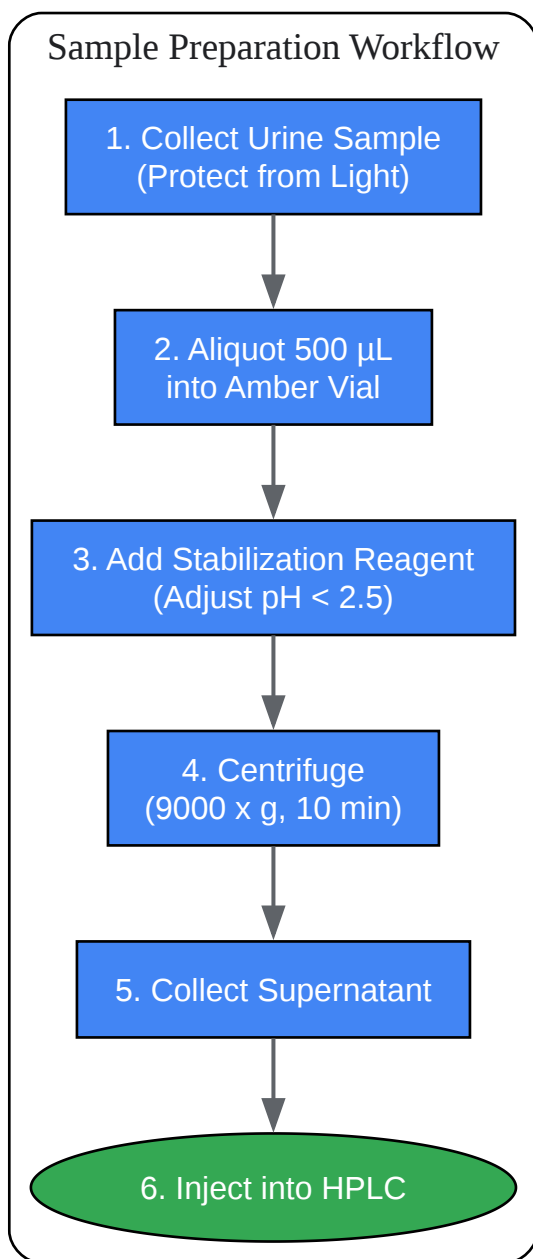 Sample Preparation Workflow
1. Collect Urine Sample
(Protect from Light)
2. Aliquot 500 µL
into Amber Vial
3. Add Stabilization Reagent
(Adjust pH < 2.5)
4. Centrifuge
(9000 x g, 10 min)
5. Collect Supernatant
6. Inject into HPLC